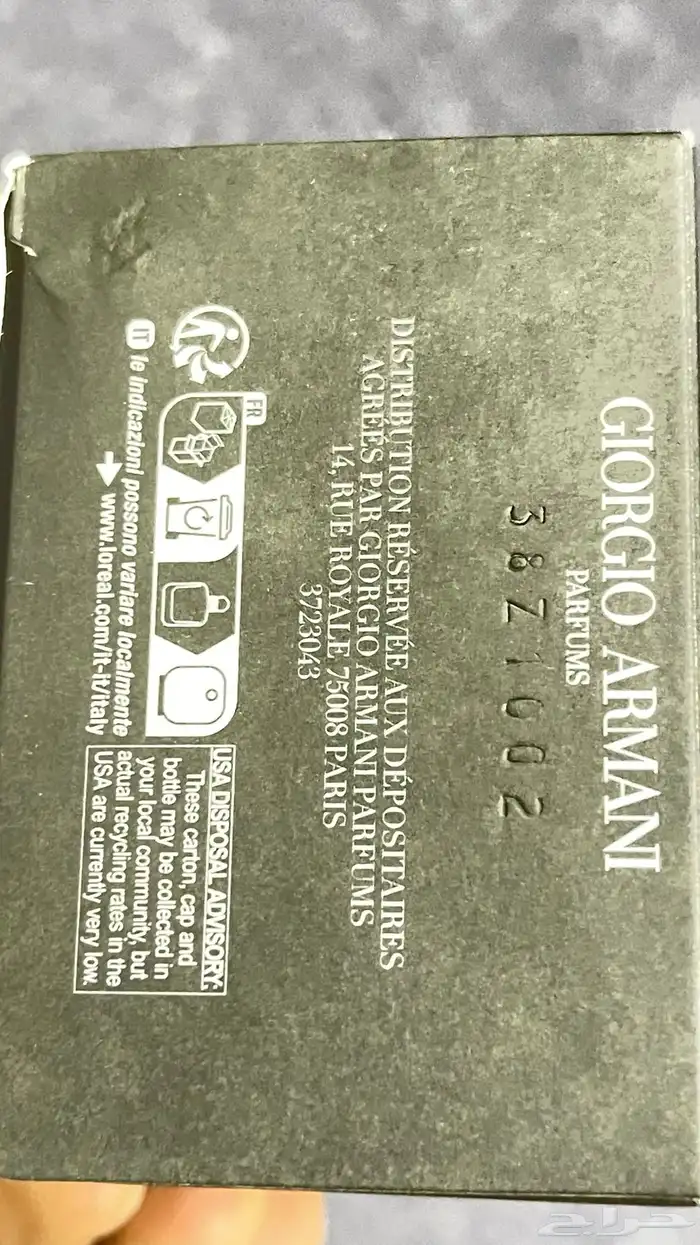 GIORGIO ARMANI
PARFUMS
38Z1002
DISTRIBUTION RÉSERVÉE AUX DÉPOSITAIRES
AGRÉÉS PAR GIORGIO ARMANI PARFUMS
14, RUE ROYALE 75008 PARIS
3723043
FR
IT le indicazioni possono variare localmente
www.loreal.com/it-it/italy
USA DISPOSAL ADVISORY:
These carton, cap and
bottle may be collected in
your local community, but
actual recycling rates in the
USA are currently very low.
حراج